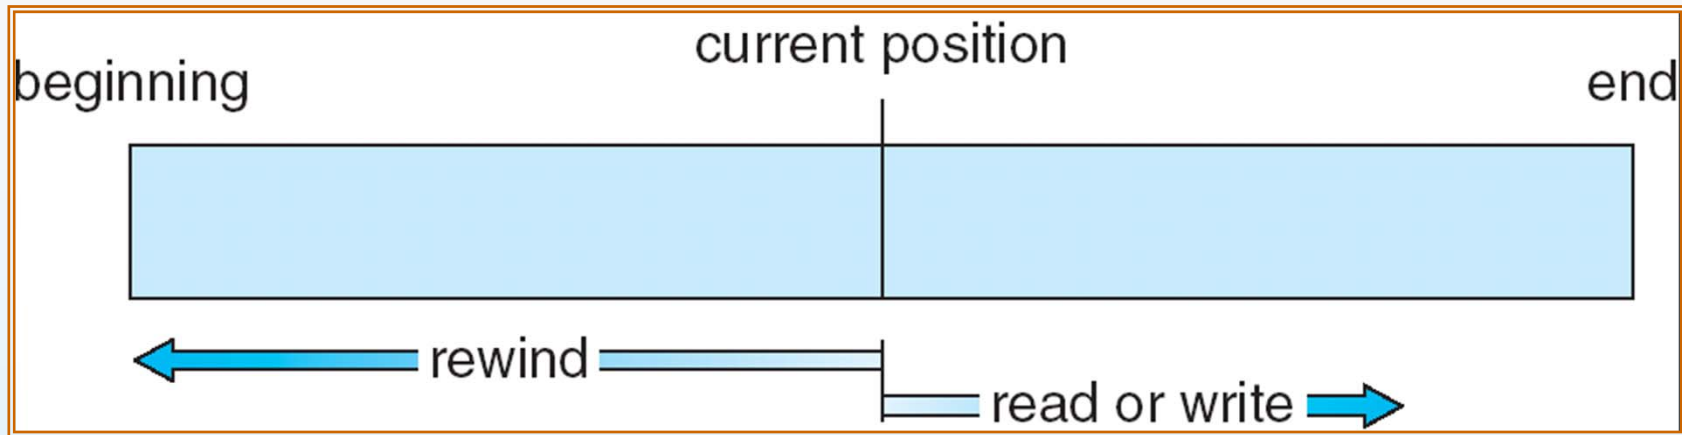 current position
beginning
end
rewind
read or write